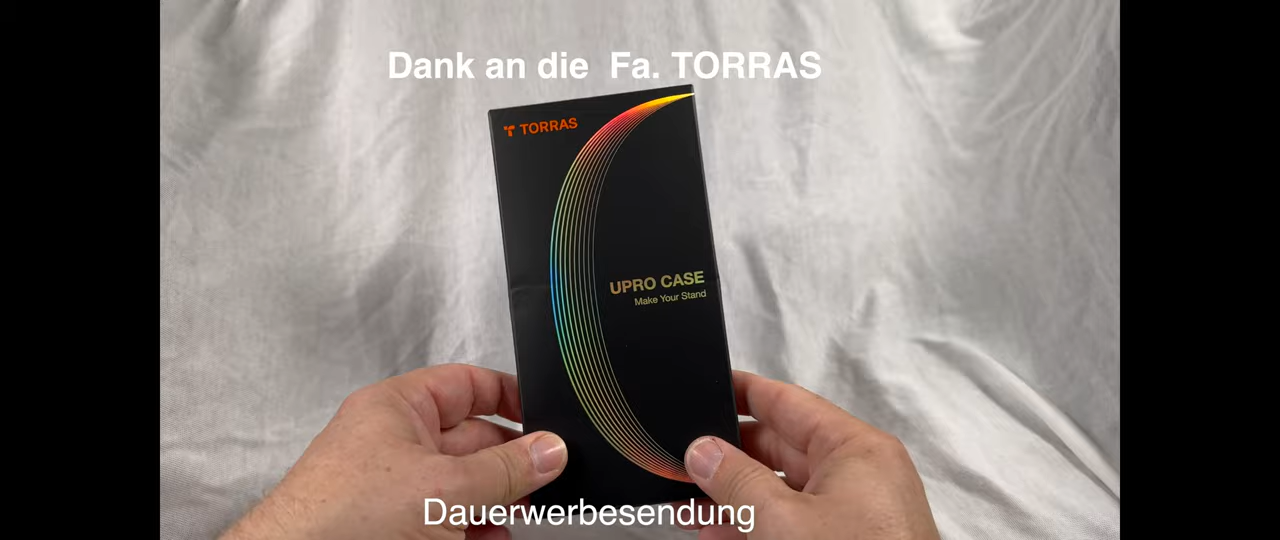 Dank an die  Fa. TORRAS
TORRAS
UPRO CASE
Make Your Stand
Dauerwerbesendung